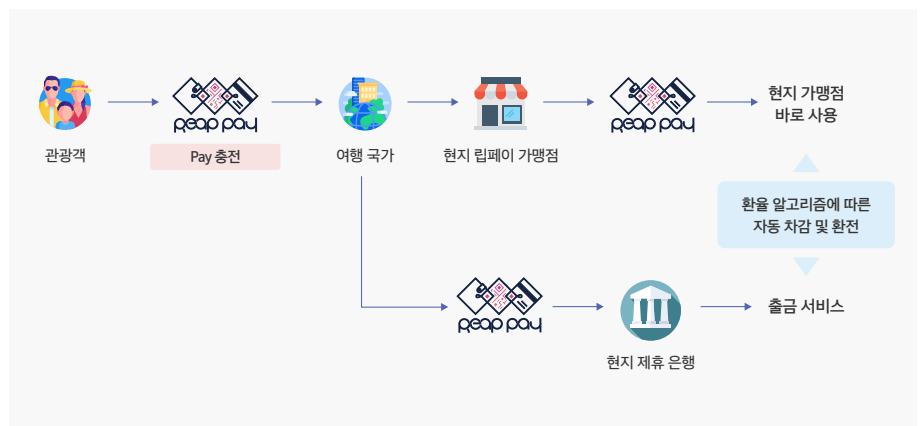 REAP PAY
관광객
Pay 충전
여행 국가
현지 립페이 가맹점
REAP PAY
현지 가맹점
바로 사용
환율 알고리즘에 따른
자동 차감 및 환전
REAP PAY
현지 제휴 은행
출금 서비스